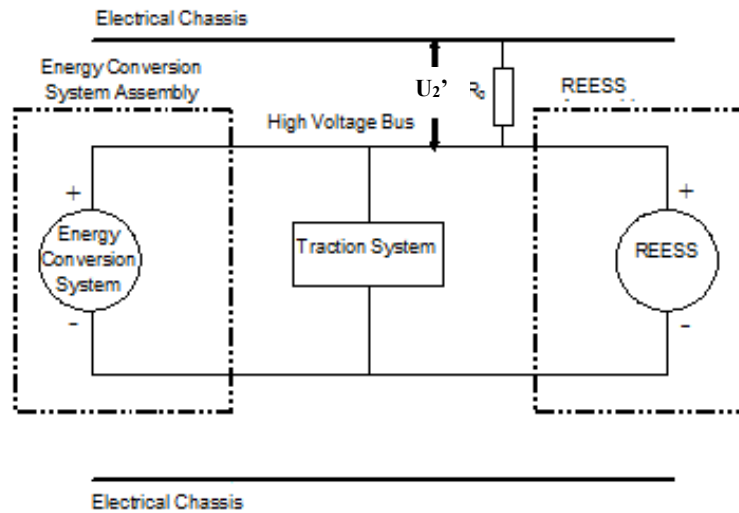 Electrical Chassis
Energy Conversion
System Assembly
U₂’
R₀
REESS
High Voltage Bus
+
+
Energy
Conversion
System
Traction System
REESS
-
-
Electrical Chassis